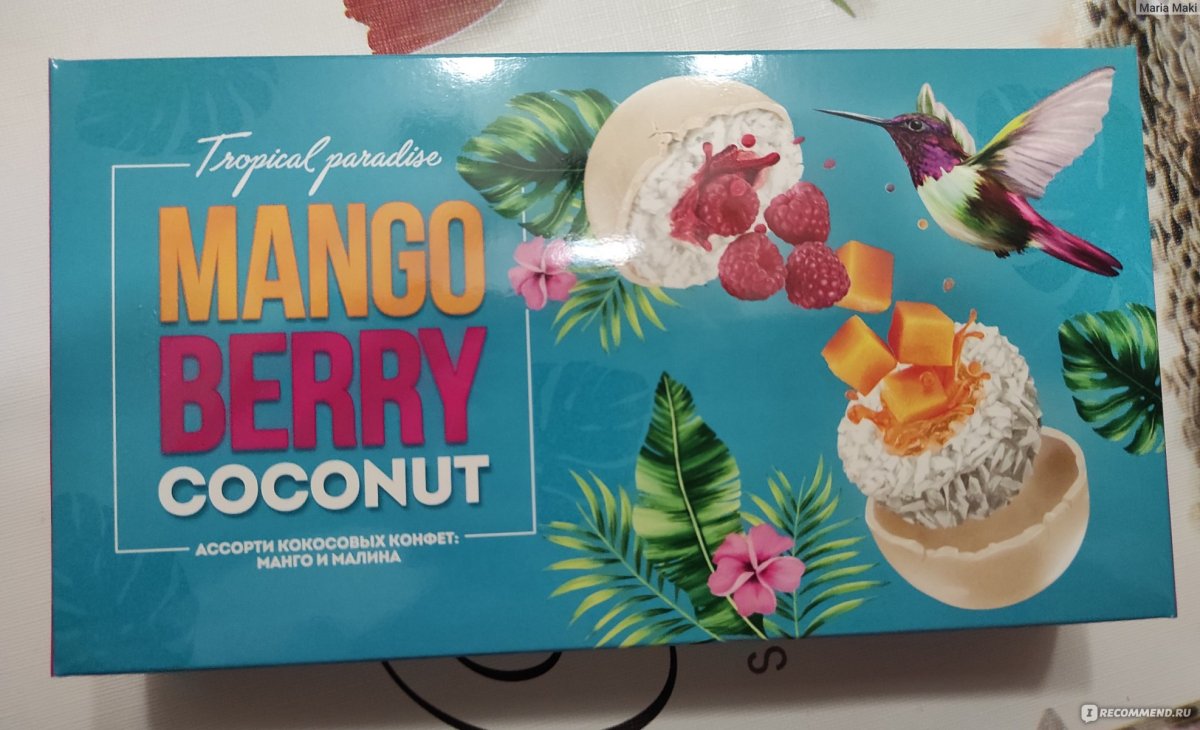 Maria Maki
Tropical paradise
MANGO
BERRY
COCONUT
АССОРТИ КОКОСОВЫХ КОНФЕТ:
МАНГО И МАЛИНА
S
I RECOMMEND.RU